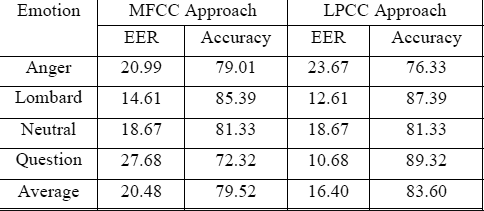 Emotion MFCC Approach LPCC Approach
EER Accuracy EER Accuracy
Anger 20.99 79.01 23.67 76.33
Lombard 14.61 85.39 12.61 87.39
Neutral 18.67 81.33 18.67 81.33
Question 27.68 72.32 10.68 89.32
Average 20.48 79.52 16.40 83.60